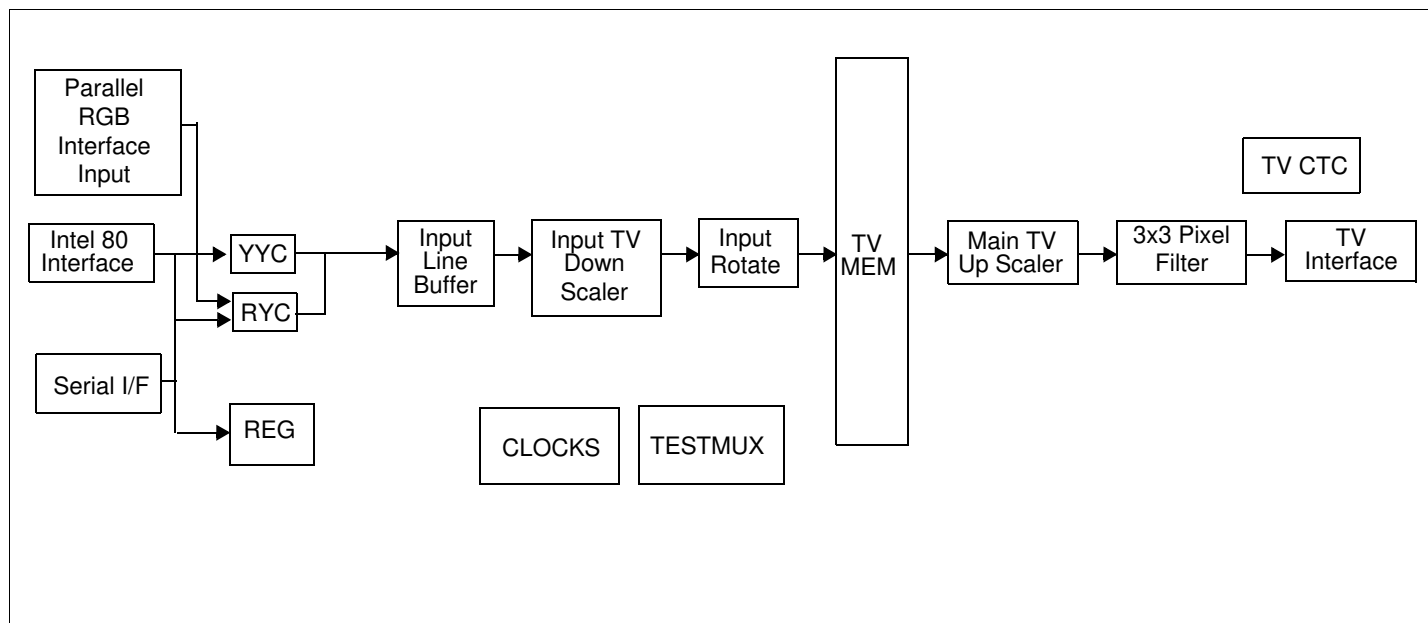 Parallel
RGB
Interface
Input
Intel 80
Interface
Serial I/F
YYC
RYC
REG
Input
Line
Buffer
Input TV
Down
Scaler
Input
Rotate
CLOCKS
TESTMUX
TV
MEM
Main TV
Up Scaler
3x3 Pixel
Filter
TV CTC
TV
Interface